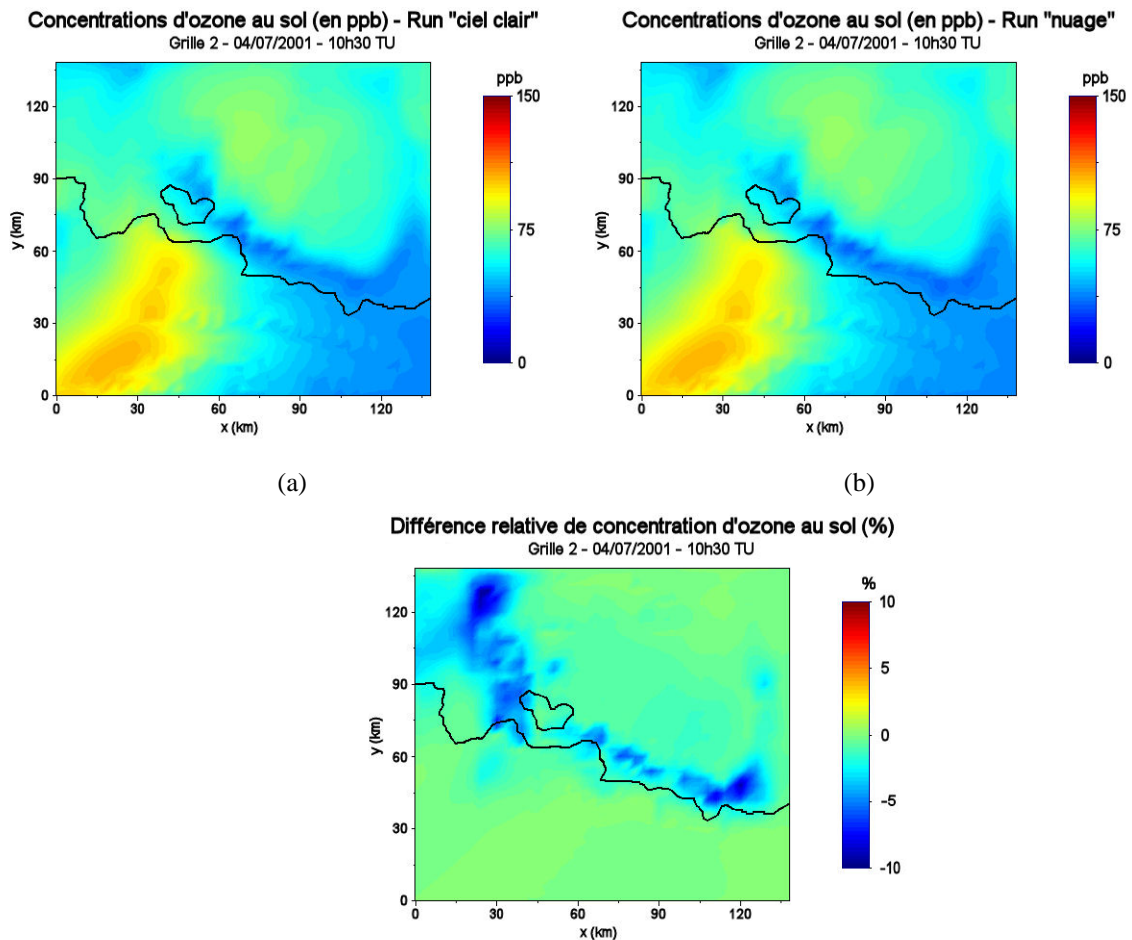 Concentrations d'ozone au sol (en ppb) - Run "ciel clair"
Grille 2 - 04/07/2001 - 10h30 TU
ppb
150
75
0
120
90
60
30
0
y (km)
0 30 60 90 120
x (km)
(a)
Concentrations d'ozone au sol (en ppb) - Run "nuage"
Grille 2 - 04/07/2001 - 10h30 TU
ppb
150
75
0
120
90
60
30
0
y (km)
0 30 60 90 120
x (km)
(b)
Différence relative de concentration d'ozone au sol (%)
Grille 2 - 04/07/2001 - 10h30 TU
%
10
5
0
-5
-10
120
90
60
30
0
y (km)
0 30 60 90 120
x (km)